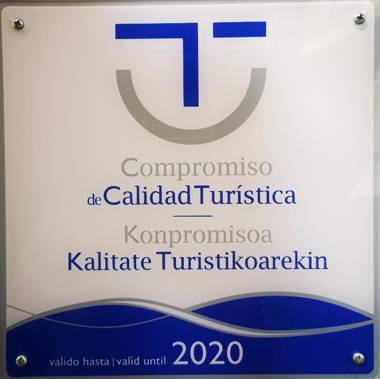 Compromiso
de Calidad Turística
Konpromisoa
Kalitate Turistikoarekin
válido hasta | valid until 2020